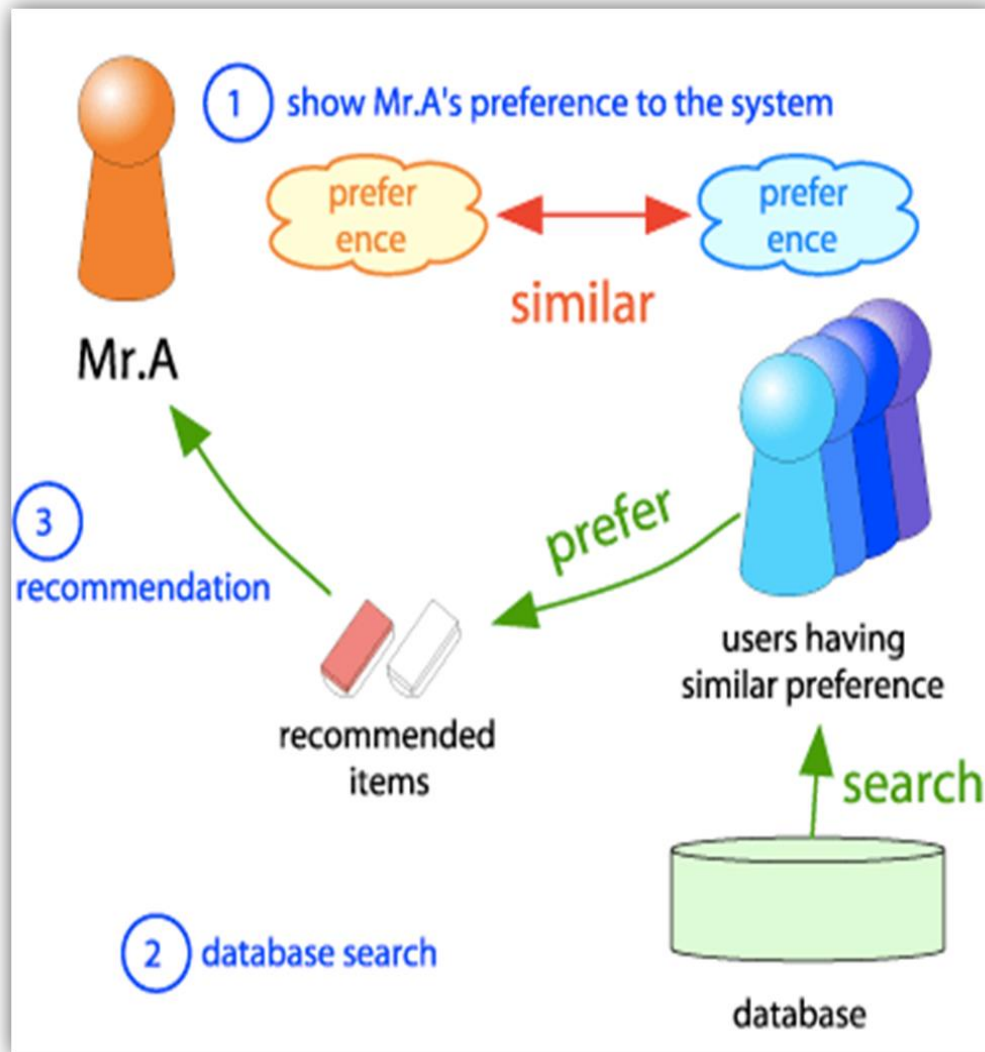 1 show Mr.A's preference to the system
prefer
ence
prefer
ence
similar
Mr.A
prefer
3
recommendation
users having
similar preference
recommended
items
search
2 database search
database